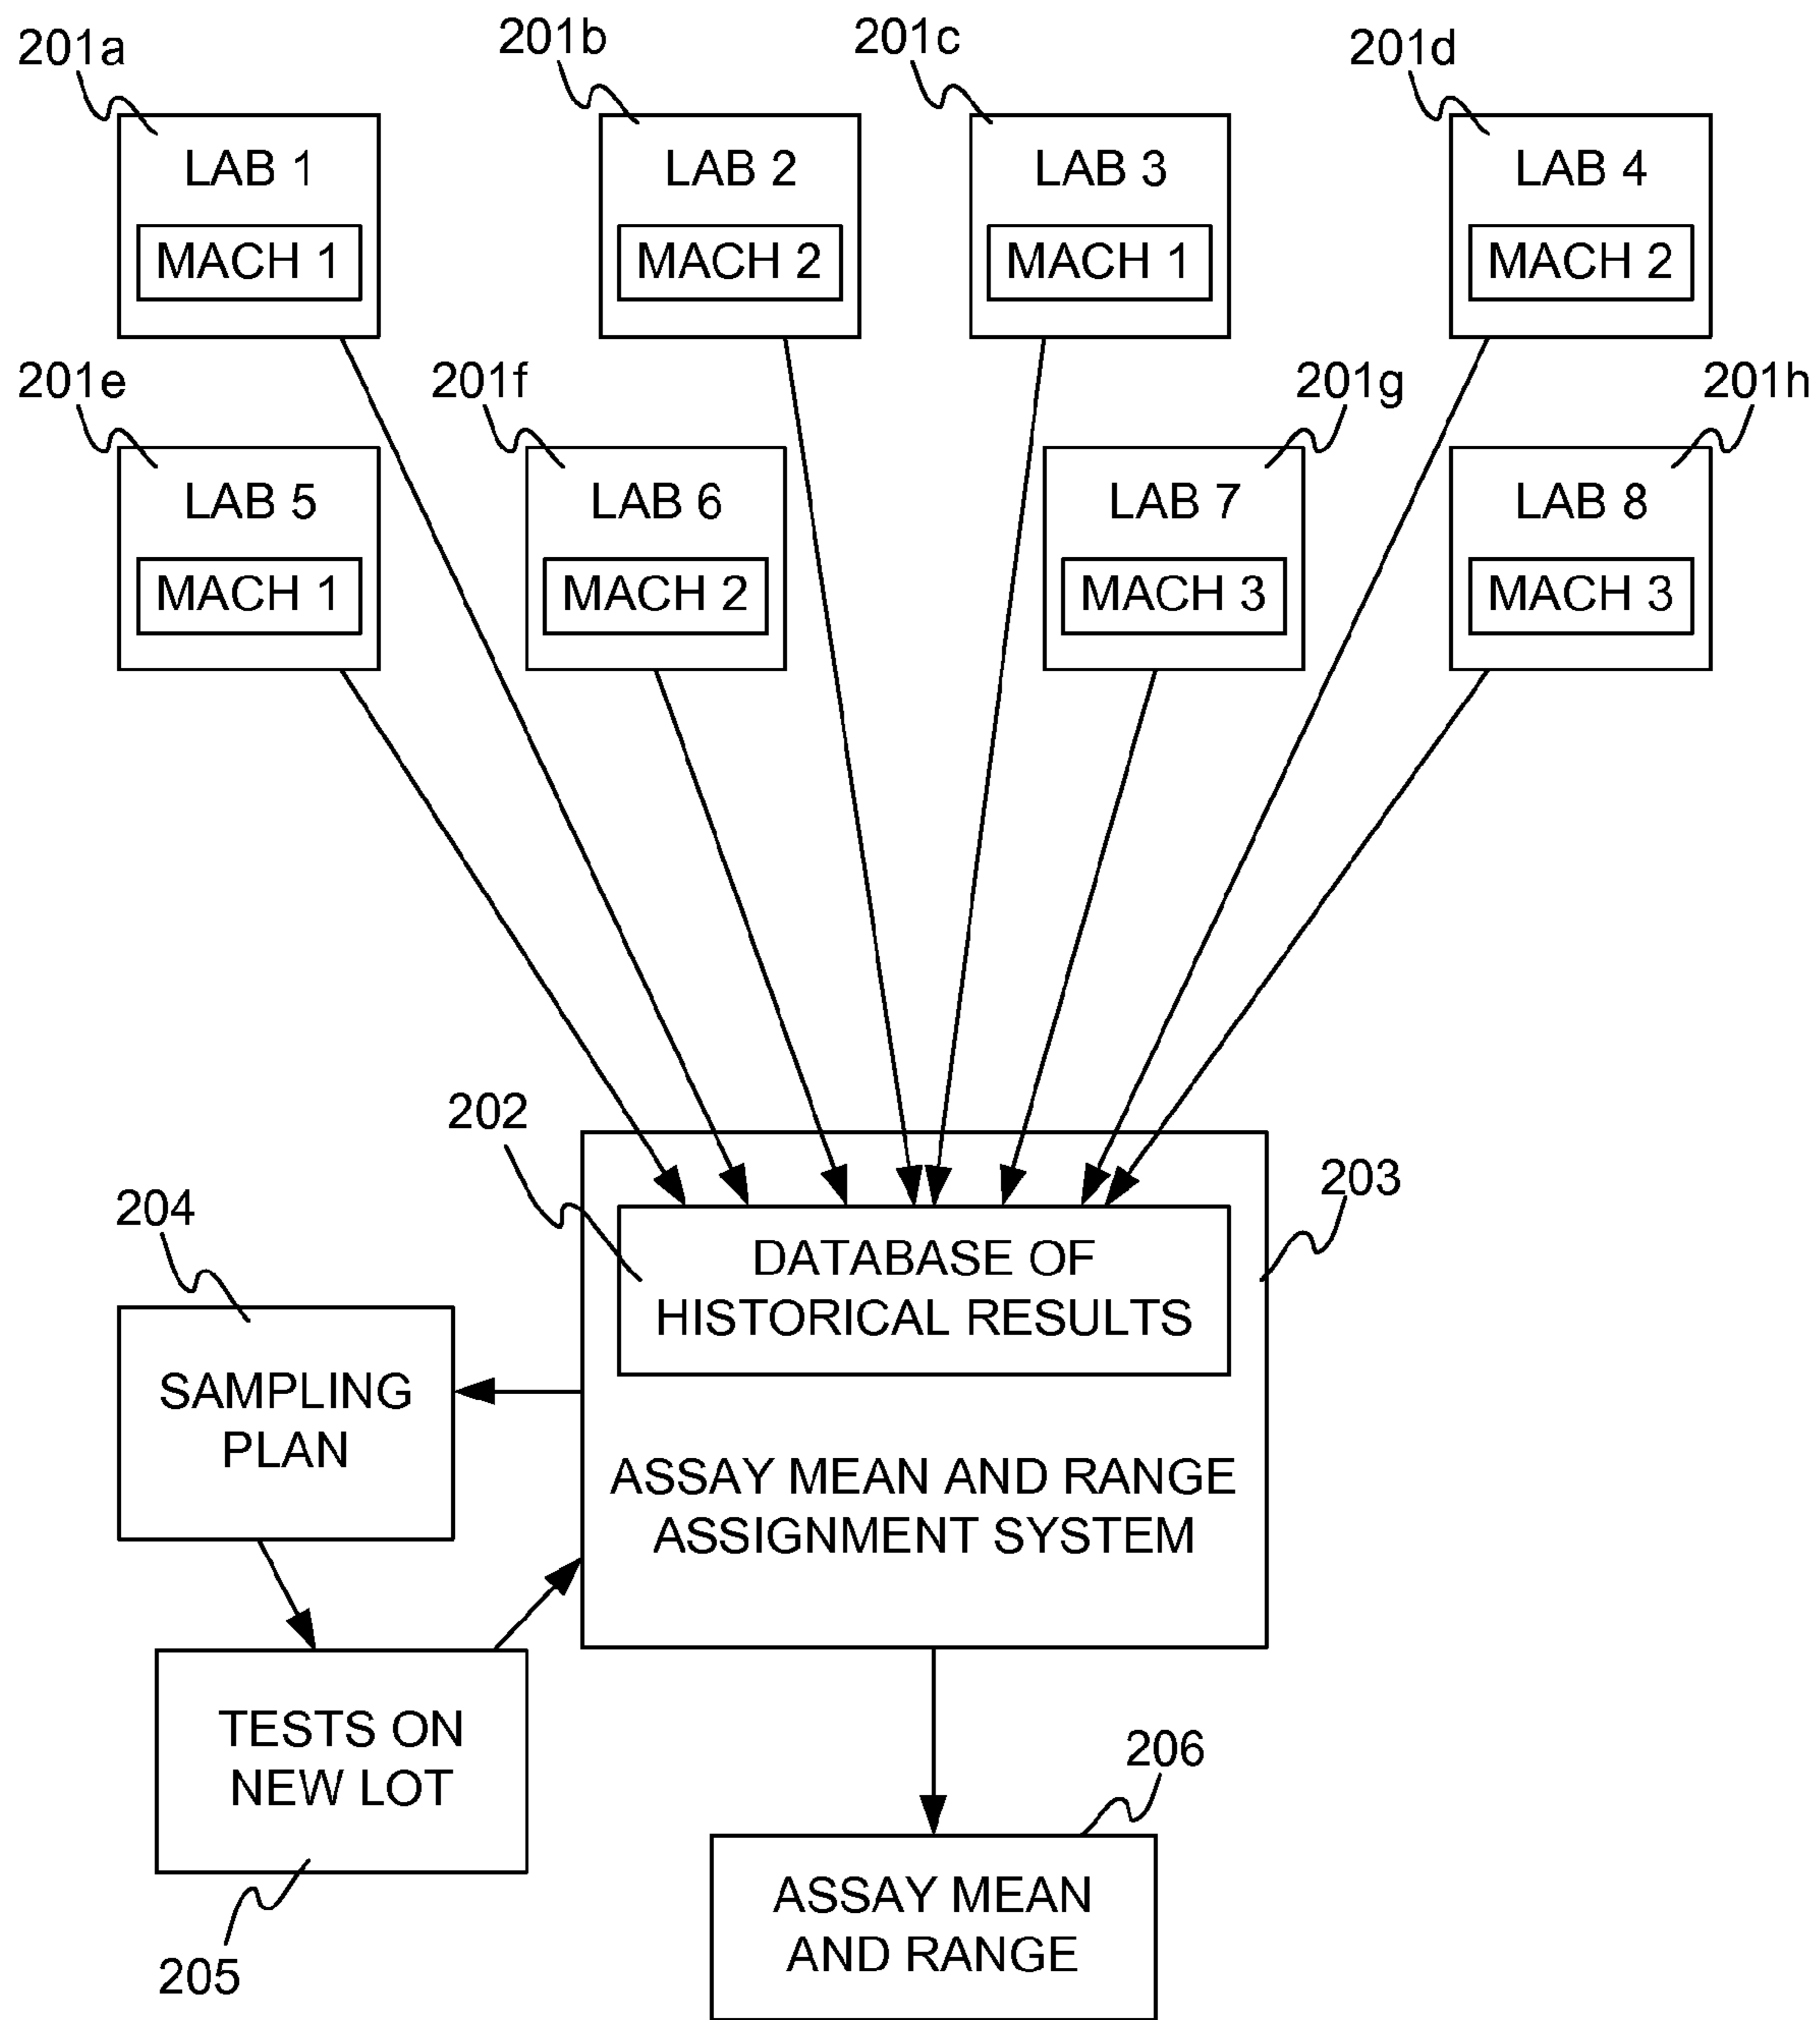 201a
201b
201c
201d
LAB 1
MACH 1
LAB 2
MACH 2
LAB 3
MACH 1
LAB 4
MACH 2
201e
201f
201g
201h
LAB 5
MACH 1
LAB 6
MACH 2
LAB 7
MACH 3
LAB 8
MACH 3
202
203
DATABASE OF
HISTORICAL RESULTS
ASSAY MEAN AND RANGE
ASSIGNMENT SYSTEM
204
SAMPLING
PLAN
TESTS ON
NEW LOT
205
206
ASSAY MEAN
AND RANGE